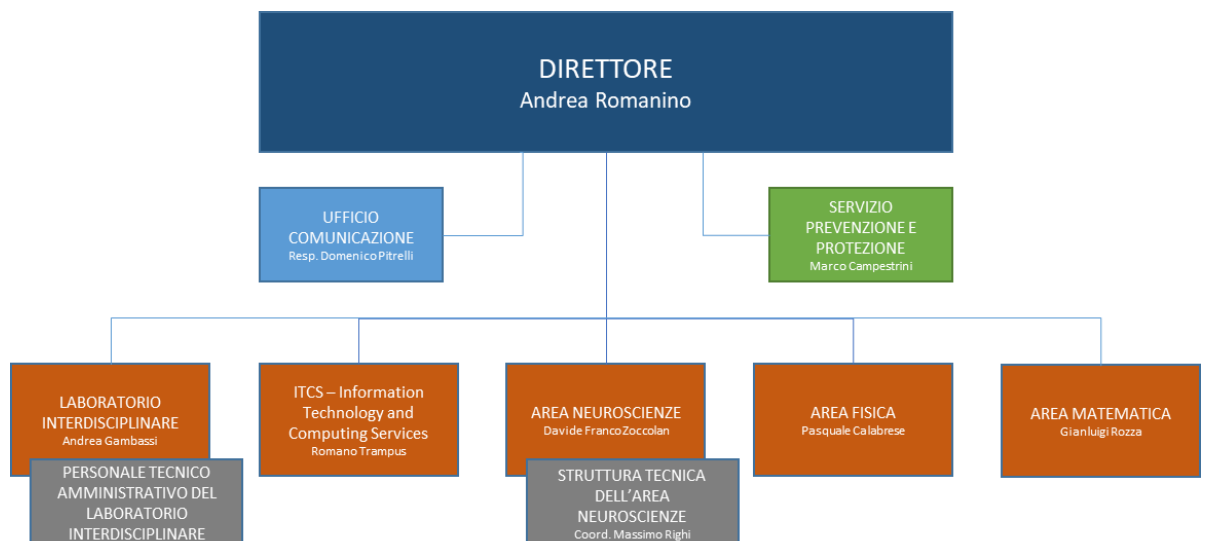 DIRETTORE
Andrea Romanino
UFFICIO
COMUNICAZIONE
Resp. Domenico Pitrelli
SERVIZIO
PREVENZIONE E
PROTEZIONE
Marco Campestrini
LABORATORIO
INTERDISCIPLINARE
Andrea Gambassi
ITCS – Information
Technology and
Computing Services
Romano Trampus
AREA NEUROSCIENZE
Davide Franco Zoccolan
AREA FISICA
Pasquale Calabrese
AREA MATEMATICA
Gianluigi Rozza
PERSONALE TECNICO
AMMINISTRATIVO DEL
LABORATORIO
INTERDISCIPLINARE
STRUTTURA TECNICA
DELL’AREA
NEUROSCIENZE
Coord. Massimo Righi